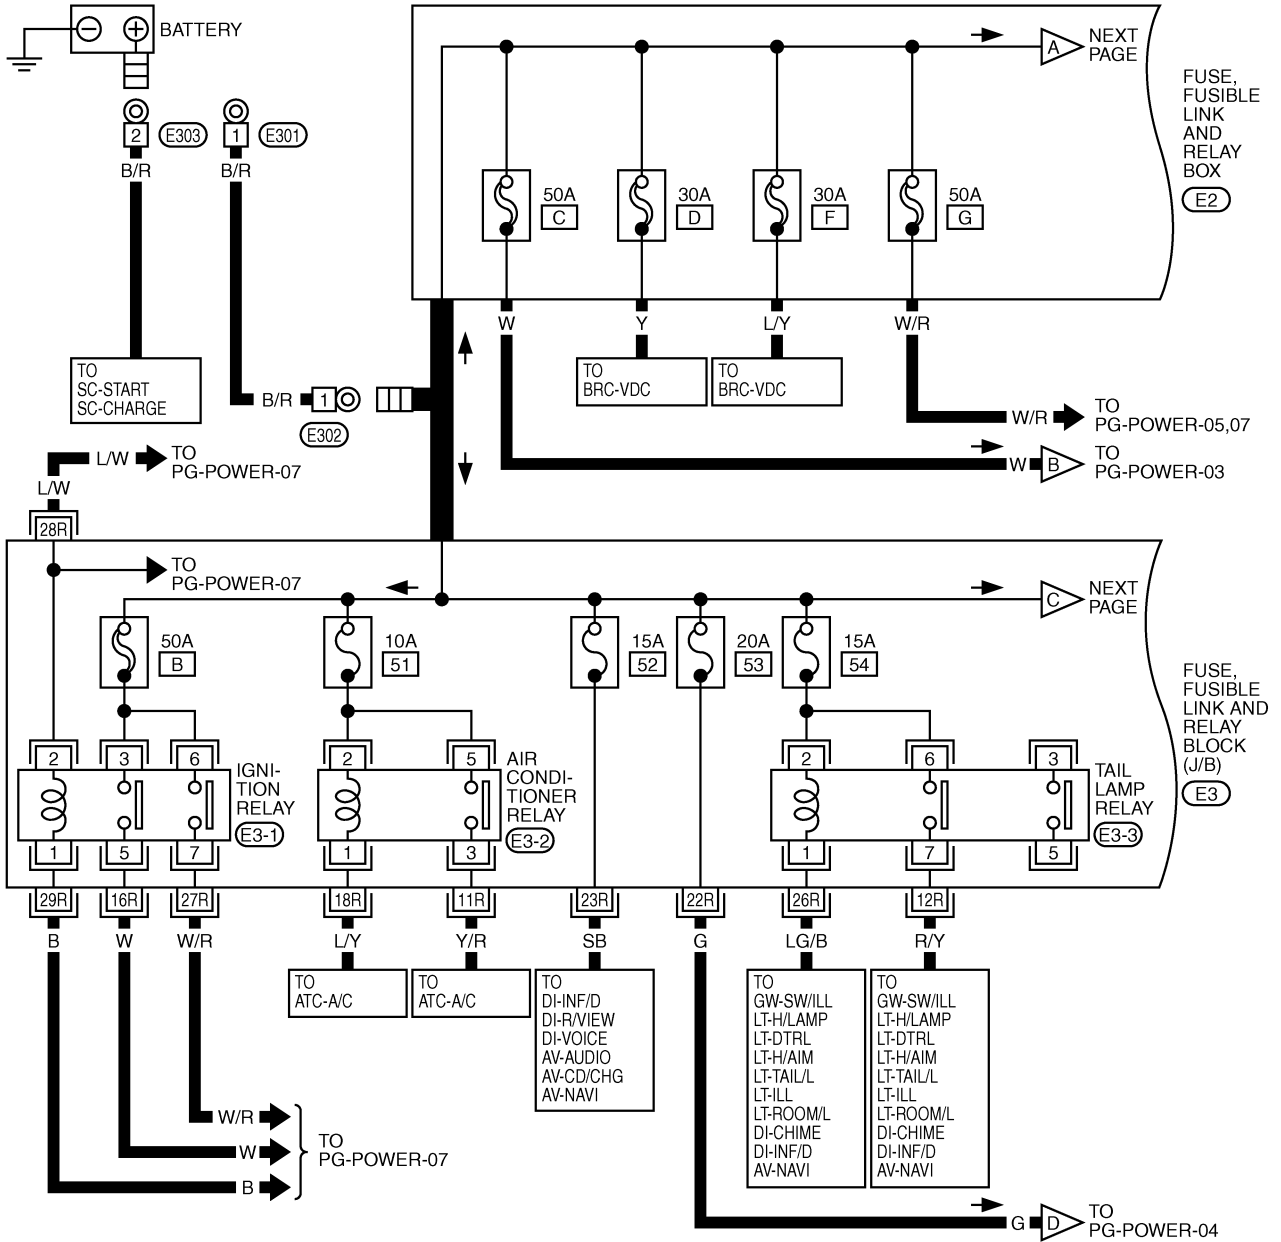 BATTERY
2
E303
1
E301
B/R
B/R
TO
SC-START
SC-CHARGE
B/R
1
E302
NEXT
PAGE
A
FUSE,
FUSIBLE
LINK
AND
RELAY
BOX
E2
50A
C
30A
D
30A
F
50A
G
W
Y
L/Y
W/R
TO
BRC-VDC
TO
BRC-VDC
W/R
TO
PG-POWER-05,07
W
B
TO
PG-POWER-03
L/W
TO
PG-POWER-07
L/W
28R
TO
PG-POWER-07
C
NEXT
PAGE
50A
B
10A
51
15A
52
20A
53
15A
54
FUSE,
FUSIBLE
LINK AND
RELAY
BLOCK
(J/B)
E3
2
3
6
IGNI-
TION
RELAY
E3-1
1
5
7
2
5
AIR
CONDI-
TIONER
RELAY
E3-2
1
3
2
6
3
TAIL
LAMP
RELAY
E3-3
1
7
5
29R
16R
27R
18R
11R
23R
22R
26R
12R
B
W
W/R
L/Y
Y/R
SB
G
LG/B
R/Y
TO
ATC-A/C
TO
ATC-A/C
TO
DI-INF/D
DI-R/VIEW
DI-VOICE
AV-AUDIO
AV-CD/CHG
AV-NAVI
TO
GW-SW/ILL
LT-H/LAMP
LT-DTRL
LT-H/AIM
LT-TAIL/L
LT-ILL
LT-ROOM/L
DI-CHIME
DI-INF/D
AV-NAVI
TO
GW-SW/ILL
LT-H/LAMP
LT-DTRL
LT-H/AIM
LT-TAIL/L
LT-ILL
LT-ROOM/L
DI-CHIME
DI-INF/D
AV-NAVI
W/R
W
B
TO
PG-POWER-07
G
D
TO
PG-POWER-04